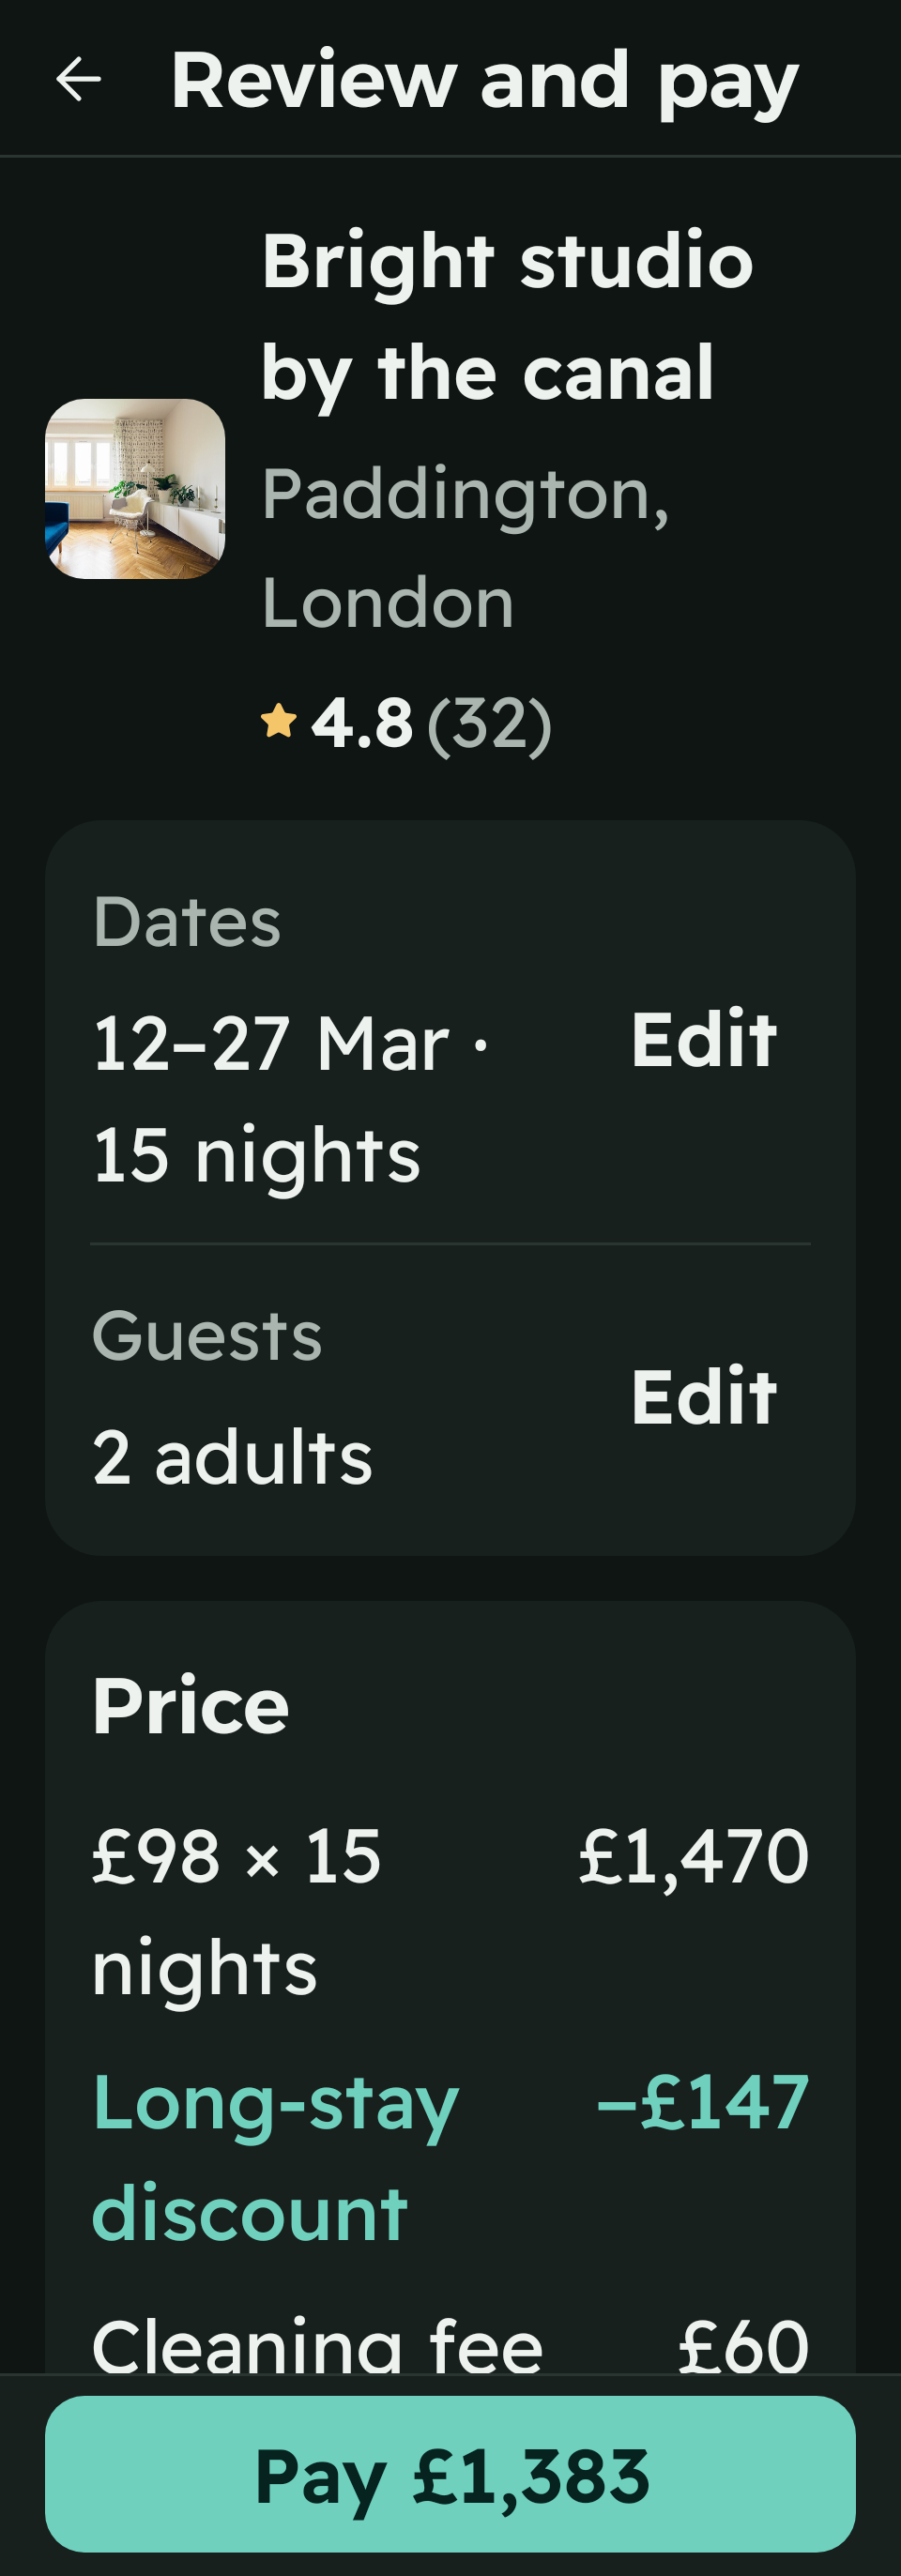 Review and pay
Bright studio
by the canal
Paddington,
London
4.8 (32)
Dates
12–27 Mar ·
15 nights
Edit
Guests
2 adults
Edit
Price
£98 × 15
nights
£1,470
Long-stay
discount
−£147
Cleaning fee
£60
Pay £1,383